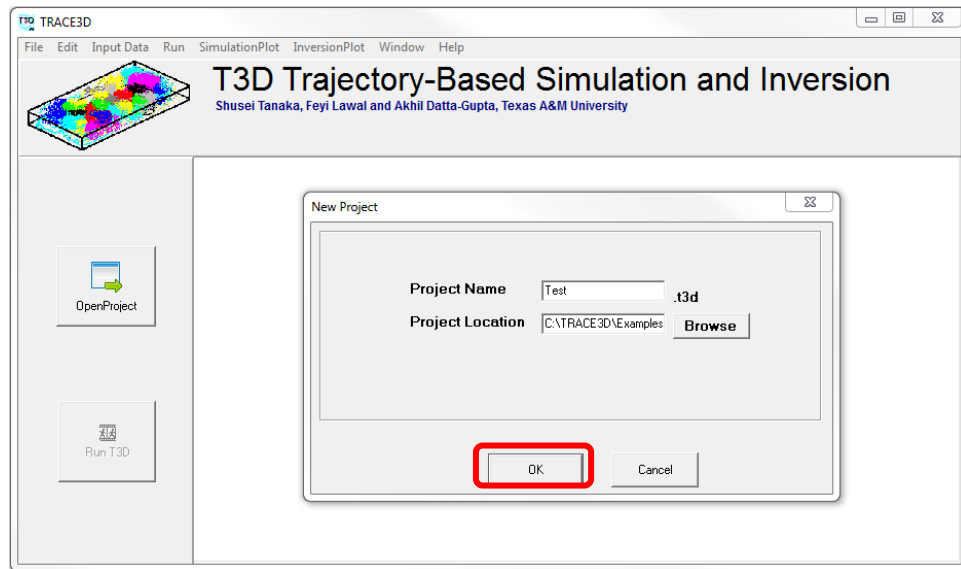 TRACE3D
File Edit Input Data Run SimulationPlot InversionPlot Window Help
T3D Trajectory-Based Simulation and Inversion
Shusei Tanaka, Feyi Lawal and Akhil Datta-Gupta, Texas A&M University
New Project
Project Name Test .t3d
Project Location C:\TRACE3D\Examples Browse
OpenProject
Run T3D
OK Cancel